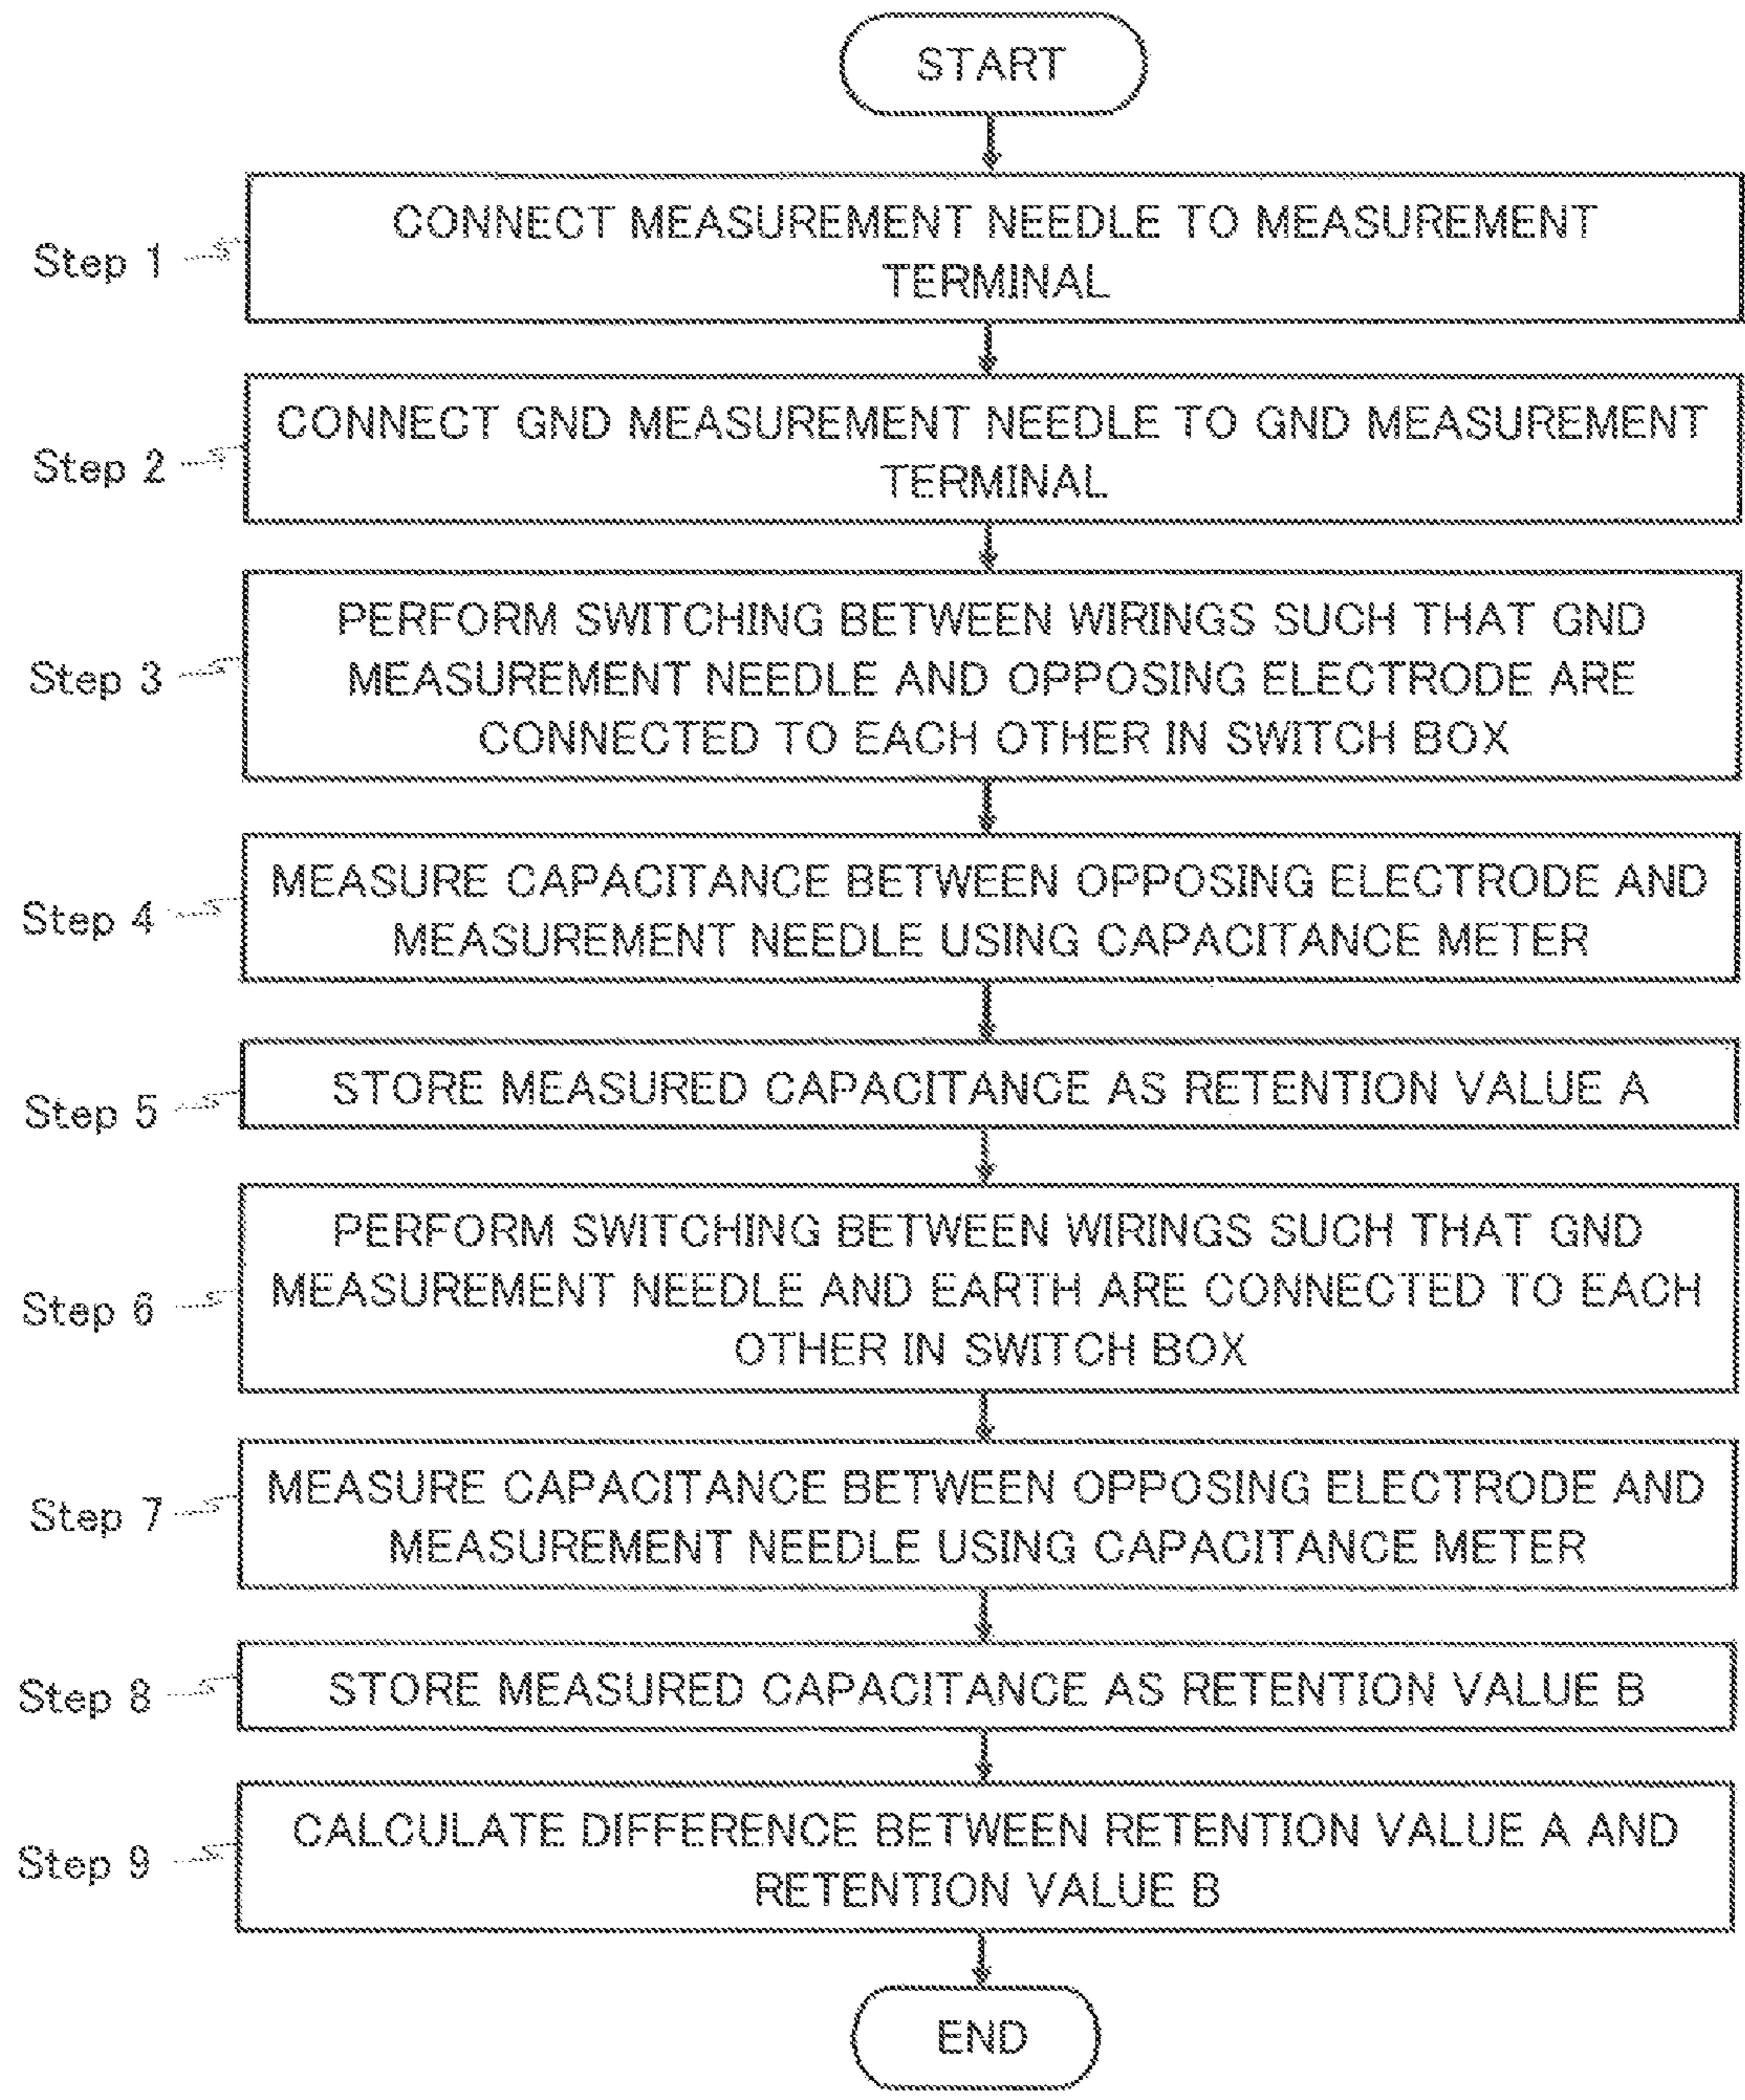 START
Step 1
CONNECT MEASUREMENT NEEDLE TO MEASUREMENT
TERMINAL
Step 2
CONNECT GND MEASUREMENT NEEDLE TO GND MEASUREMENT
TERMINAL
Step 3
PERFORM SWITCHING BETWEEN WIRINGS SUCH THAT GND
MEASUREMENT NEEDLE AND OPPOSING ELECTRODE ARE
CONNECTED TO EACH OTHER IN SWITCH BOX
Step 4
MEASURE CAPACITANCE BETWEEN OPPOSING ELECTRODE AND
MEASUREMENT NEEDLE USING CAPACITANCE METER
Step 5
STORE MEASURED CAPACITANCE AS RETENTION VALUE A
Step 6
PERFORM SWITCHING BETWEEN WIRINGS SUCH THAT GND
MEASUREMENT NEEDLE AND EARTH ARE CONNECTED TO EACH
OTHER IN SWITCH BOX
Step 7
MEASURE CAPACITANCE BETWEEN OPPOSING ELECTRODE AND
MEASUREMENT NEEDLE USING CAPACITANCE METER
Step 8
STORE MEASURED CAPACITANCE AS RETENTION VALUE B
Step 9
CALCULATE DIFFERENCE BETWEEN RETENTION VALUE A AND
RETENTION VALUE B
END